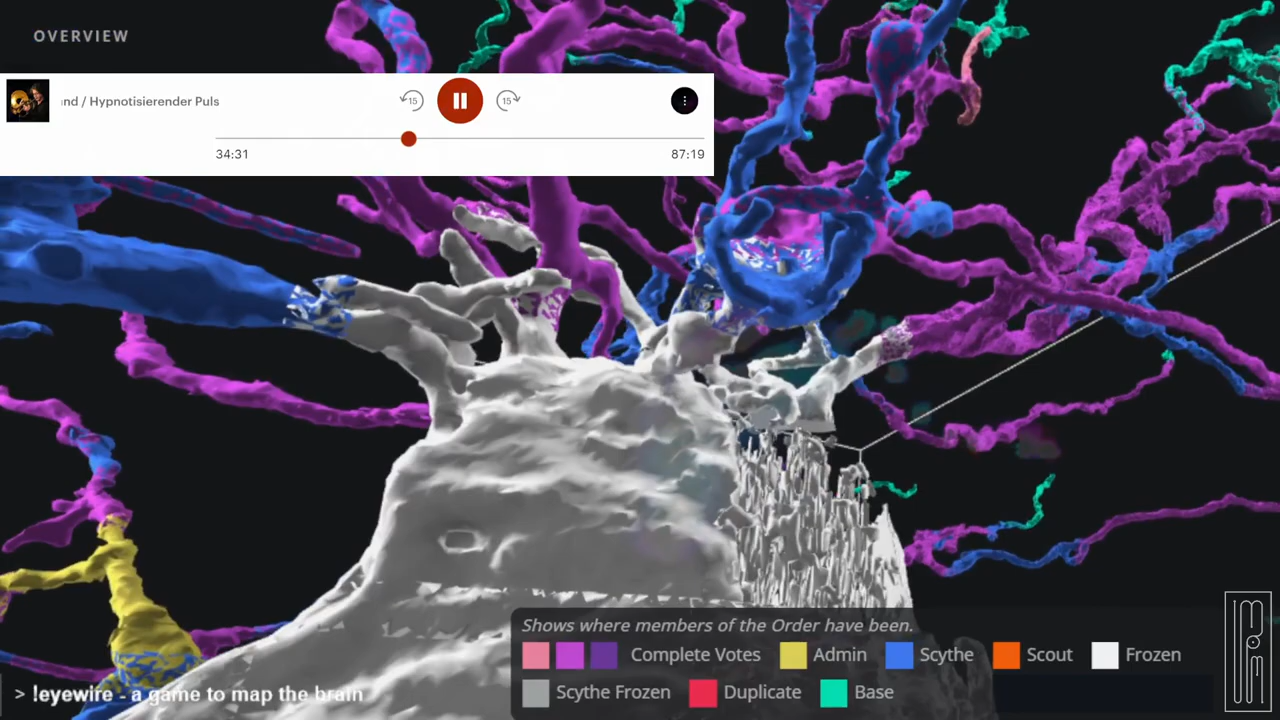 OVERVIEW
nd / Hypnotisierender Puls
15
15
34:31
87:19
Shows where members of the Order have been.
Complete Votes
Admin
Scythe
Scout
Frozen
Scythe Frozen
Duplicate
Base
> !eyewire - a game to map the brain